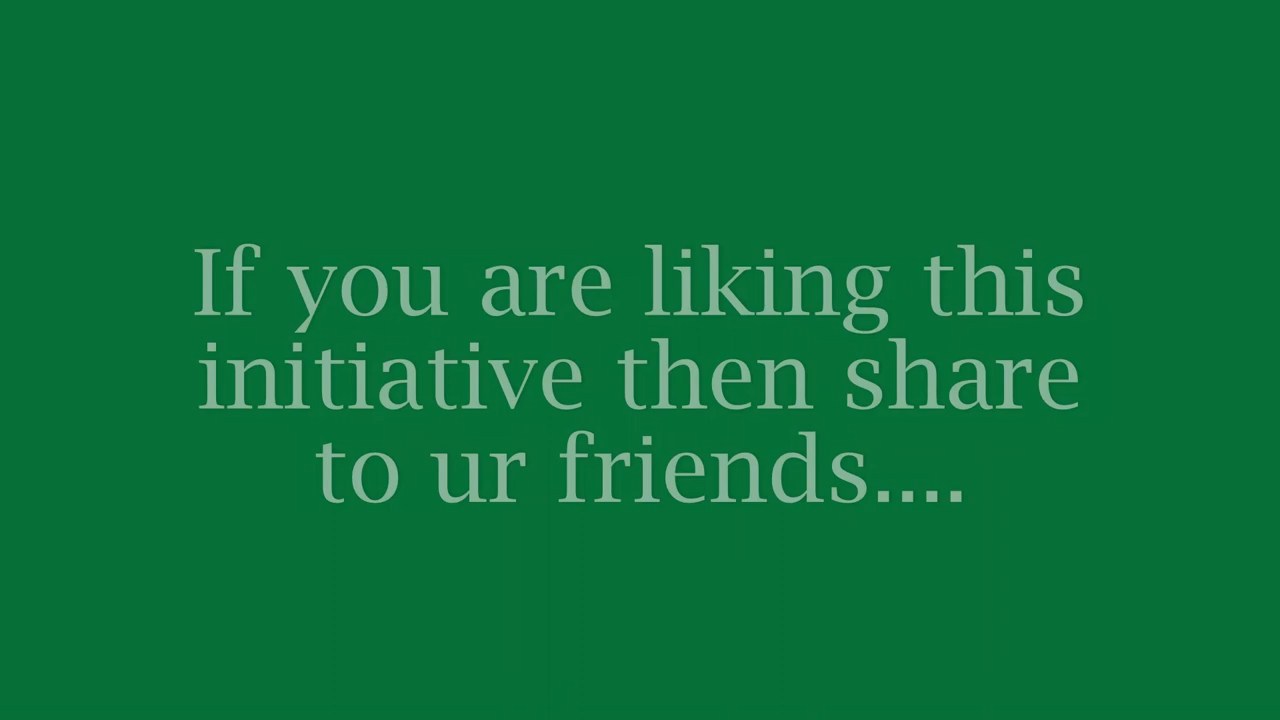 If you are liking this
initiative then share
to ur friends....